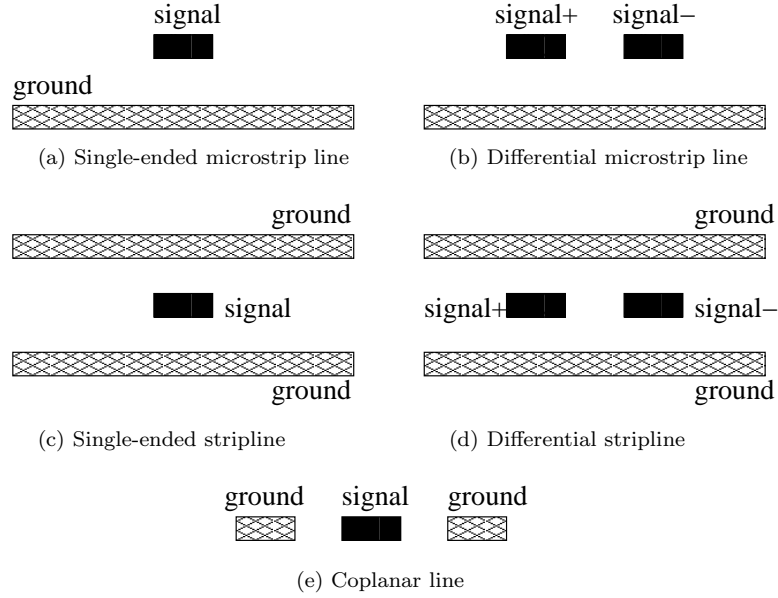 signal
ground
(a) Single-ended microstrip line
signal+ signal−
(b) Differential microstrip line
ground
signal
ground
(c) Single-ended stripline
ground
signal+ signal−
ground
(d) Differential stripline
ground signal ground
(e) Coplanar line